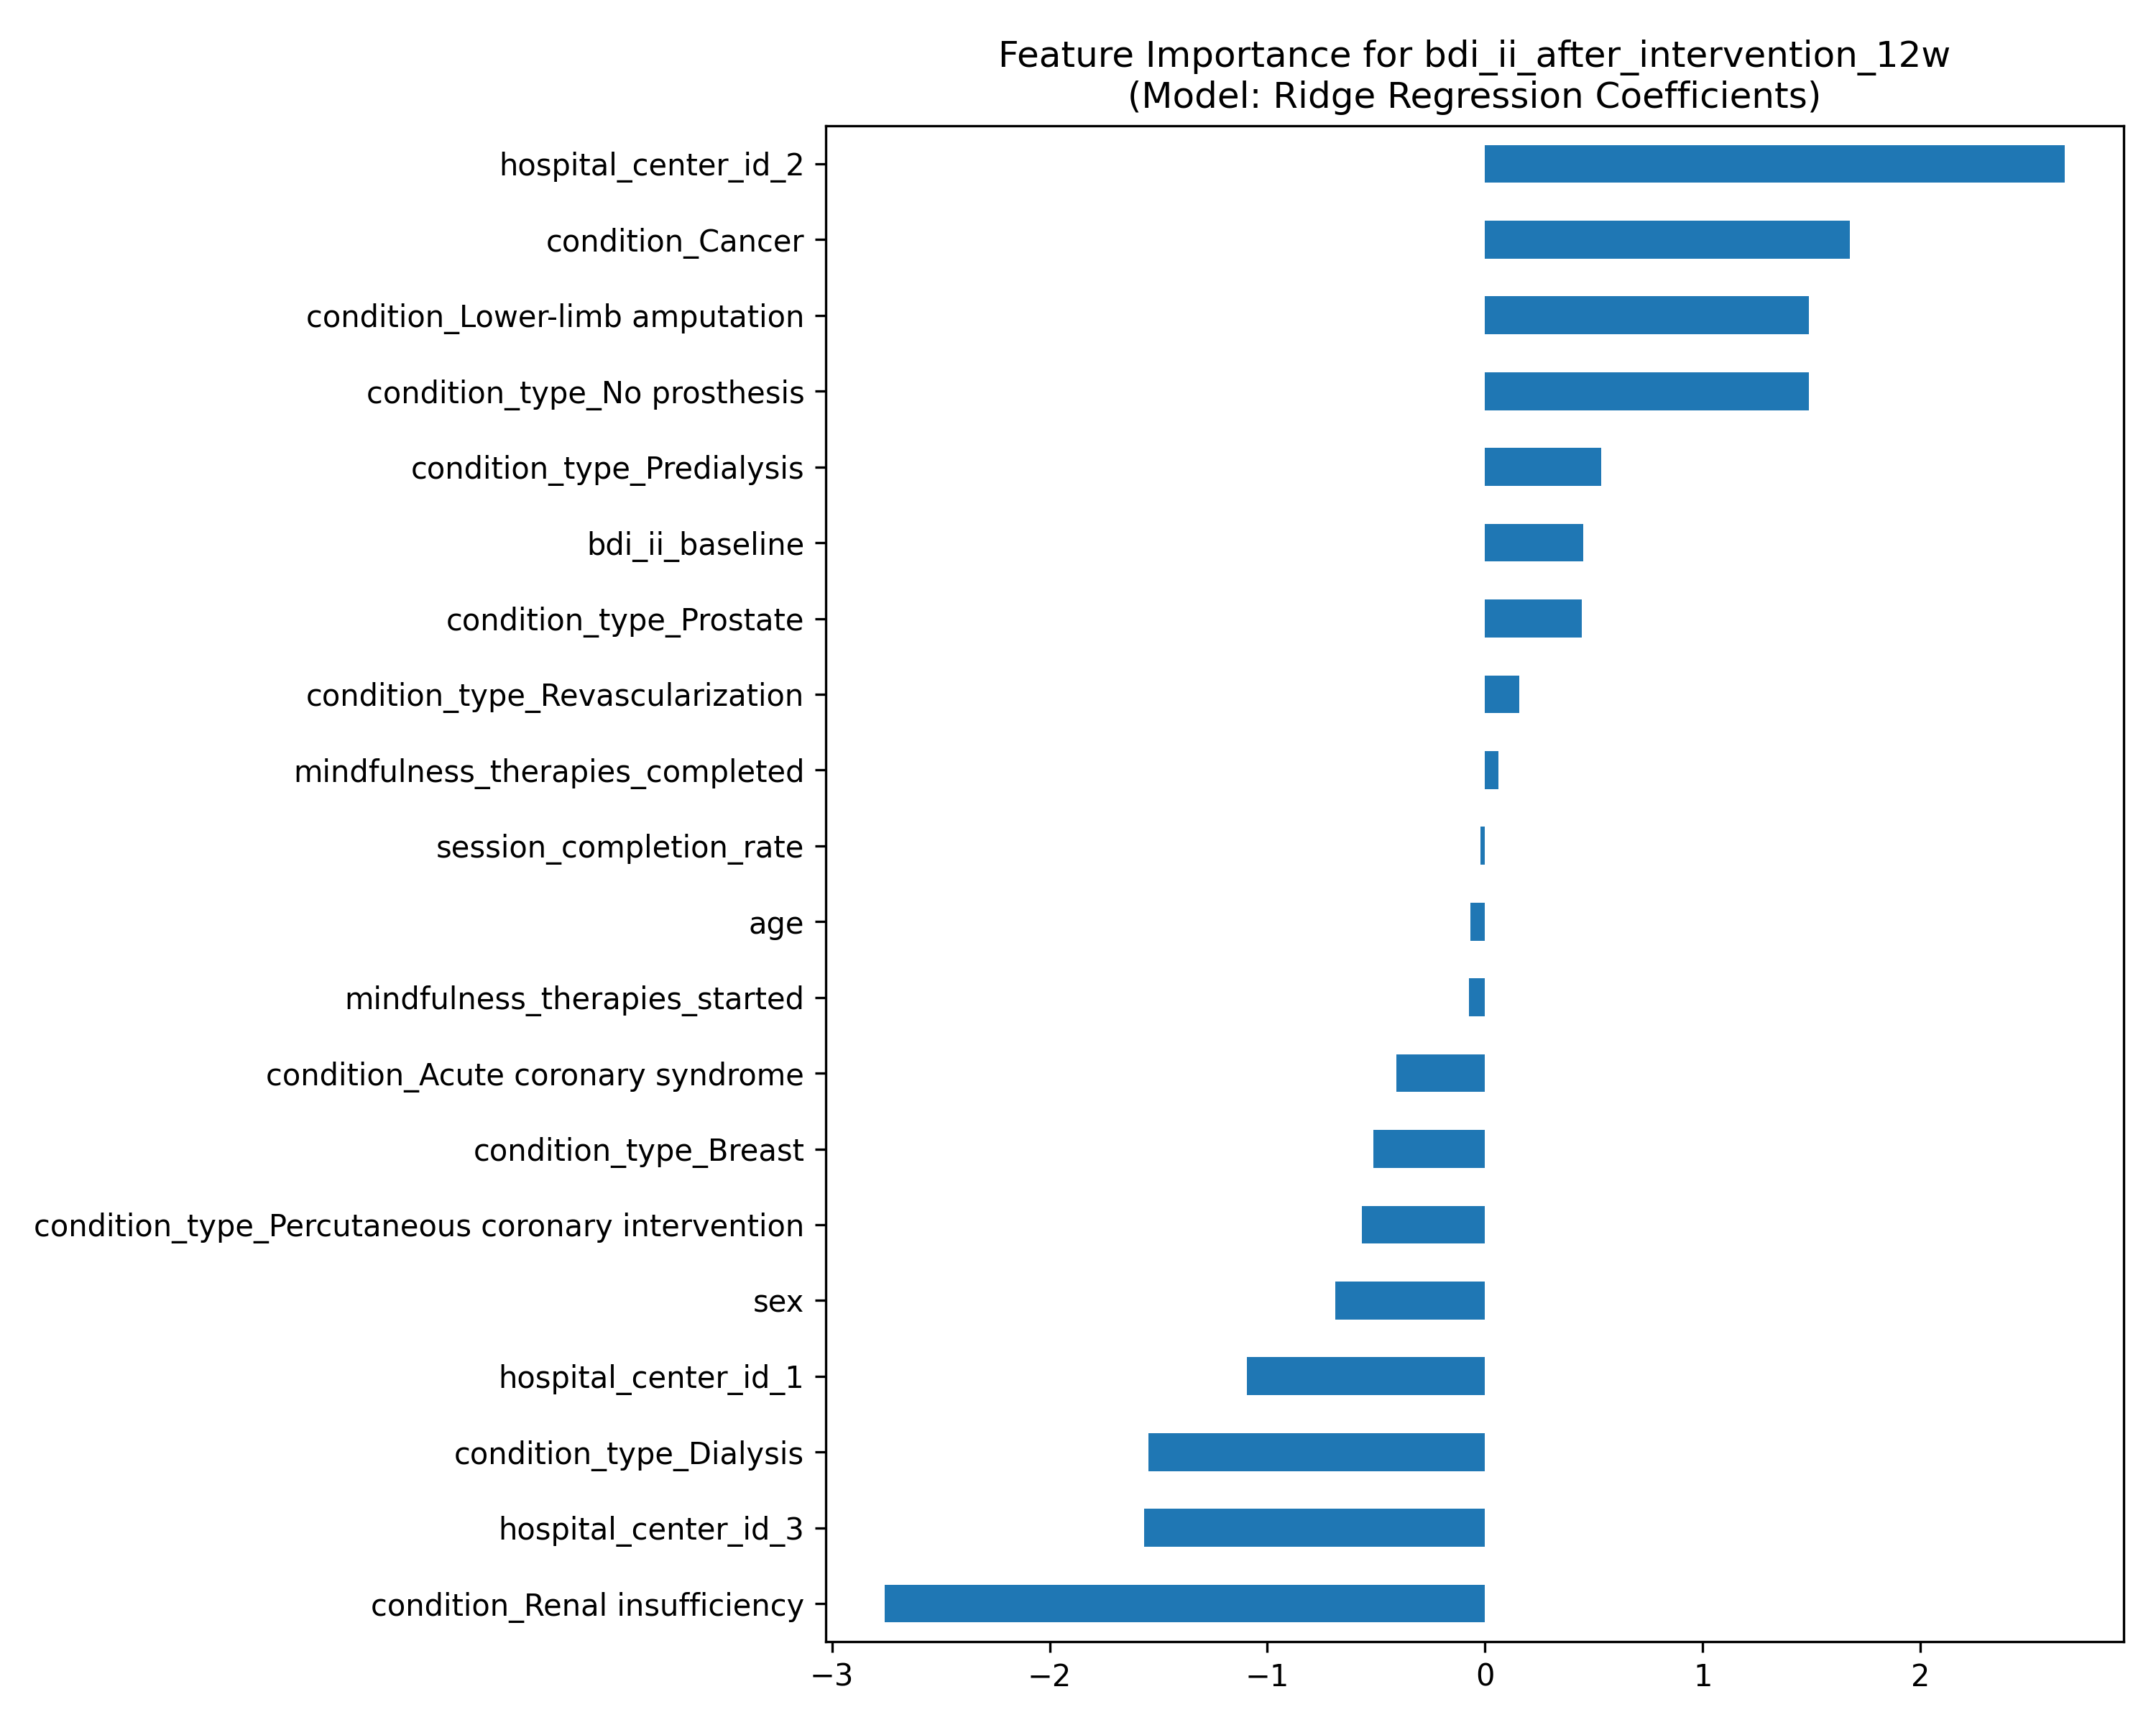 Feature Importance for bdi_ii_after_intervention_12w
(Model: Ridge Regression Coefficients)
hospital_center_id_2
condition_Cancer
condition_Lower-limb amputation
condition_type_No prosthesis
condition_type_Predialysis
bdi_ii_baseline
condition_type_Prostate
condition_type_Revascularization
mindfulness_therapies_completed
session_completion_rate
age
mindfulness_therapies_started
condition_Acute coronary syndrome
condition_type_Breast
condition_type_Percutaneous coronary intervention
sex
hospital_center_id_1
condition_type_Dialysis
hospital_center_id_3
condition_Renal insufficiency
−3 −2 −1 0 1 2